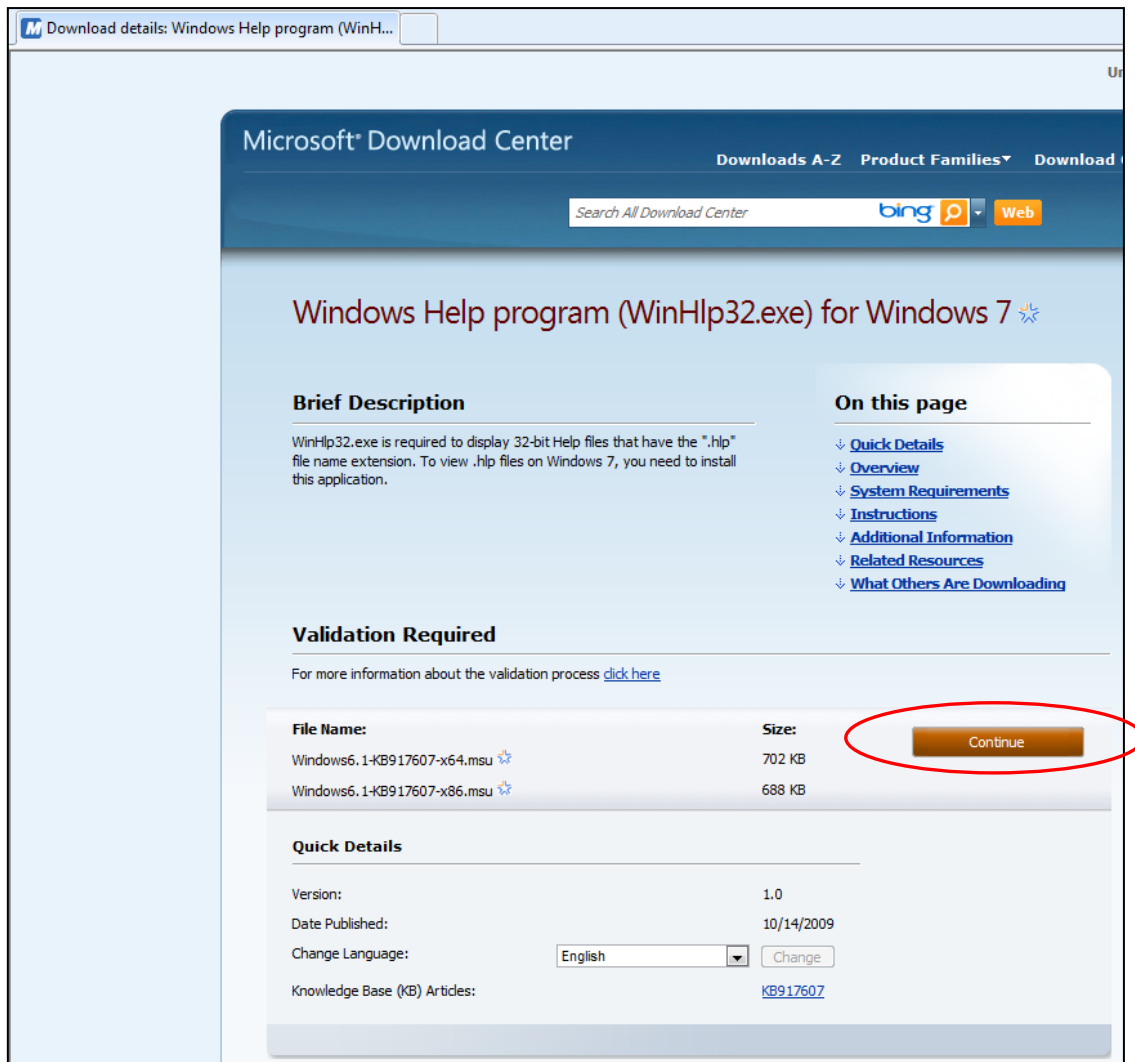 Download details: Windows Help program (WinH...
Microsoft® Download Center
Downloads A-Z Product Families Download
Search All Download Center bing Web
Windows Help program (WinHlp32.exe) for Windows 7
Brief Description
WinHlp32.exe is required to display 32-bit Help files that have the ".hlp"
file name extension. To view .hlp files on Windows 7, you need to install
this application.
On this page
Quick Details
Overview
System Requirements
Instructions
Additional Information
Related Resources
What Others Are Downloading
Validation Required
For more information about the validation process click here
File Name: Size:
Continue
Windows6.1-KB917607-x64.msu 702 KB
Windows6.1-KB917607-x86.msu 688 KB
Quick Details
Version: 1.0
Date Published: 10/14/2009
Change Language: English Change
Knowledge Base (KB) Articles: KB917607